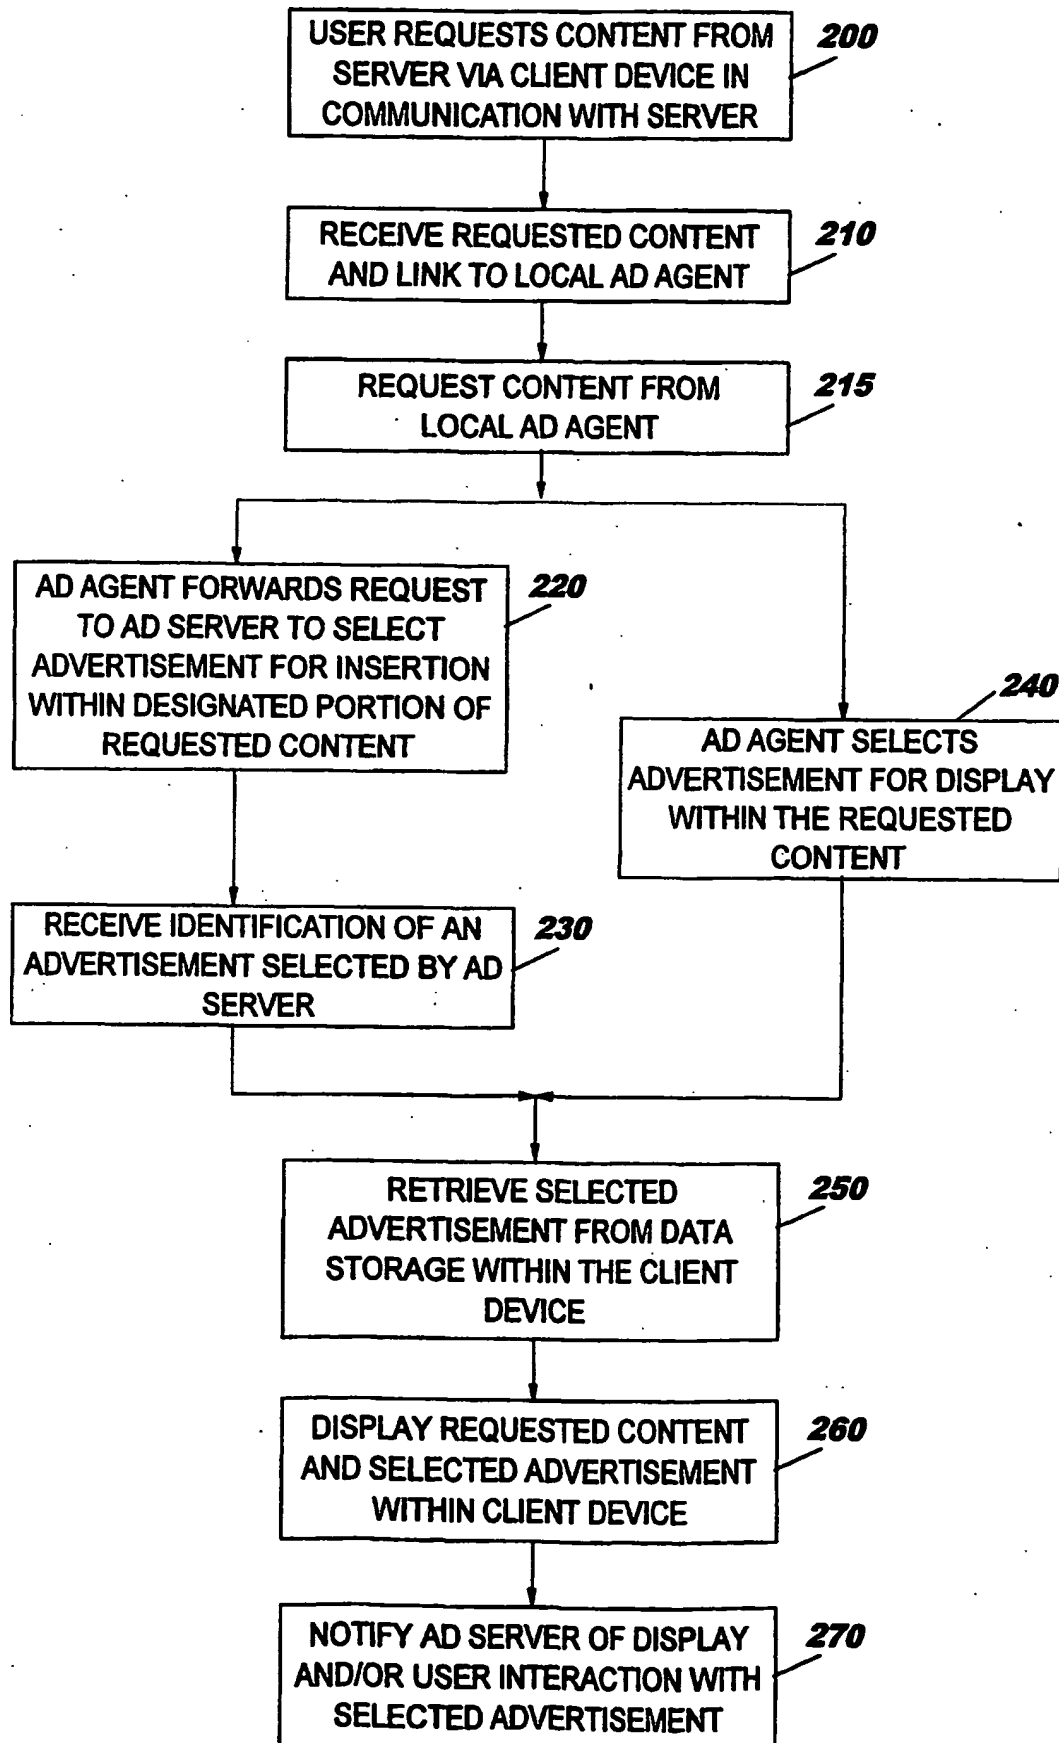 USER REQUESTS CONTENT FROM
SERVER VIA CLIENT DEVICE IN
COMMUNICATION WITH SERVER
200
RECEIVE REQUESTED CONTENT
AND LINK TO LOCAL AD AGENT
210
REQUEST CONTENT FROM
LOCAL AD AGENT
215
AD AGENT FORWARDS REQUEST
TO AD SERVER TO SELECT
ADVERTISEMENT FOR INSERTION
WITHIN DESIGNATED PORTION OF
REQUESTED CONTENT
220
240
AD AGENT SELECTS
ADVERTISEMENT FOR DISPLAY
WITHIN THE REQUESTED
CONTENT
RECEIVE IDENTIFICATION OF AN
ADVERTISEMENT SELECTED BY AD
SERVER
230
RETRIEVE SELECTED
ADVERTISEMENT FROM DATA
STORAGE WITHIN THE CLIENT
DEVICE
250
DISPLAY REQUESTED CONTENT
AND SELECTED ADVERTISEMENT
WITHIN CLIENT DEVICE
260
NOTIFY AD SERVER OF DISPLAY
AND/OR USER INTERACTION WITH
SELECTED ADVERTISEMENT
270